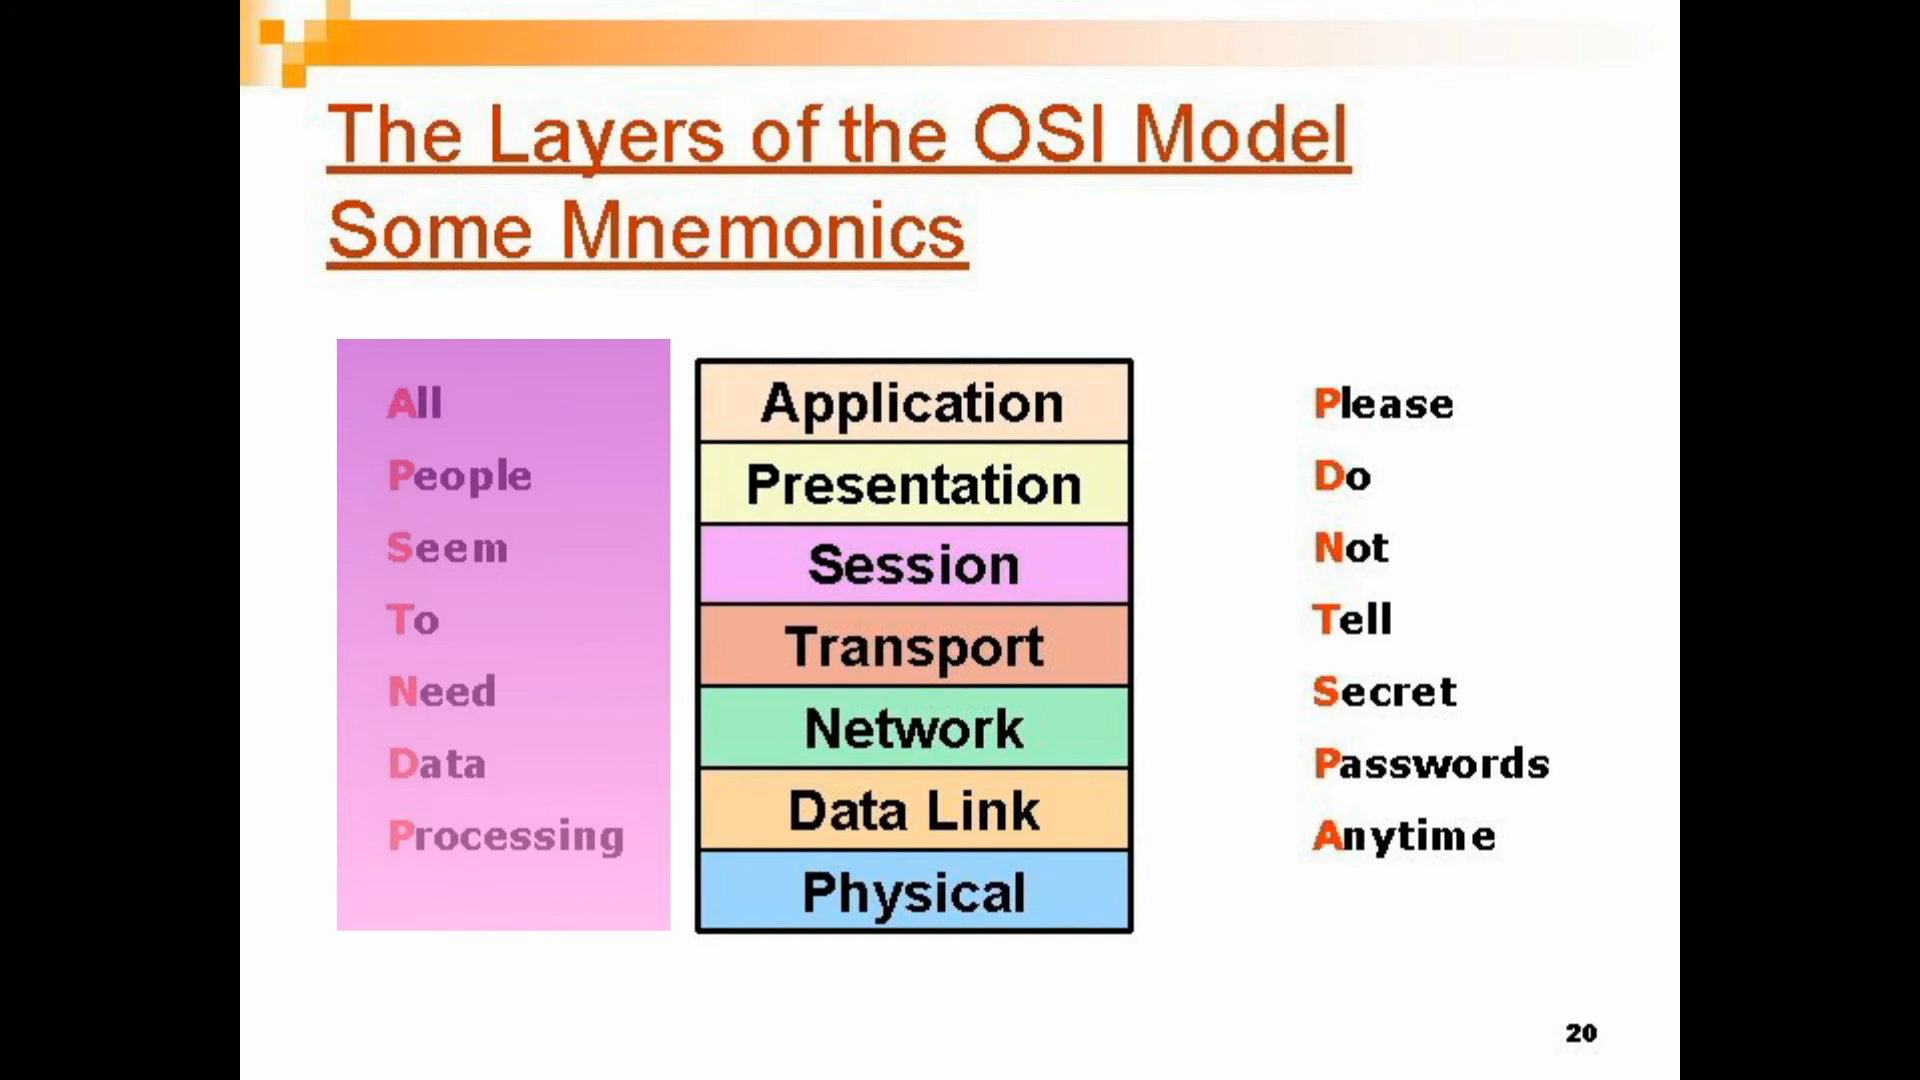 The Layers of the OSI Model
Some Mnemonics
All
People
Seem
To
Need
Data
Processing
Application
Presentation
Session
Transport
Network
Data Link
Physical
Please
Do
Not
Tell
Secret
Passwords
Anytime
20